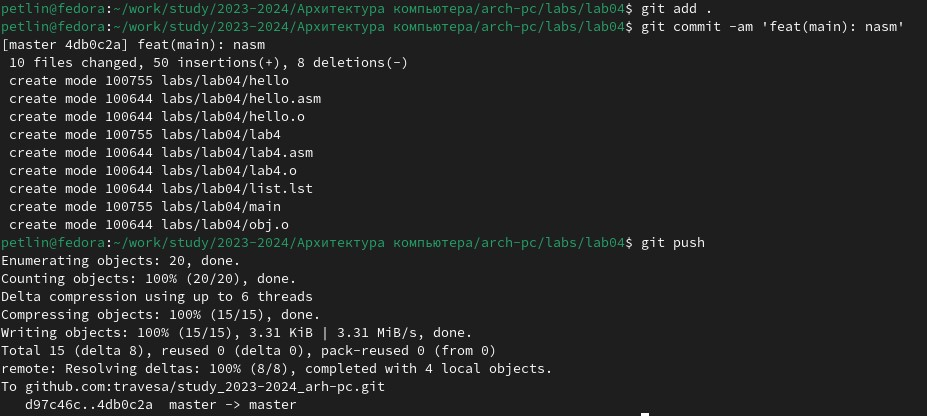 petlin@fedora:~/work/study/2023-2024/Архитектура компьютера/arch-pc/labs/lab04$ git add .
petlin@fedora:~/work/study/2023-2024/Архитектура компьютера/arch-pc/labs/lab04$ git commit -am 'feat(main): nasm'
[master 4db0c2a] feat(main): nasm
 10 files changed, 50 insertions(+), 8 deletions(-)
 create mode 100755 labs/lab04/hello
 create mode 100644 labs/lab04/hello.asm
 create mode 100644 labs/lab04/hello.o
 create mode 100755 labs/lab04/lab4
 create mode 100644 labs/lab04/lab4.asm
 create mode 100644 labs/lab04/lab4.o
 create mode 100644 labs/lab04/list.lst
 create mode 100755 labs/lab04/main
 create mode 100644 labs/lab04/obj.o
petlin@fedora:~/work/study/2023-2024/Архитектура компьютера/arch-pc/labs/lab04$ git push
Enumerating objects: 20, done.
Counting objects: 100% (20/20), done.
Delta compression using up to 6 threads
Compressing objects: 100% (15/15), done.
Writing objects: 100% (15/15), 3.31 KiB | 3.31 MiB/s, done.
Total 15 (delta 8), reused 0 (delta 0), pack-reused 0 (from 0)
remote: Resolving deltas: 100% (8/8), completed with 4 local objects.
To github.com:travesa/study_2023-2024_arh-pc.git
   d97c46c..4db0c2a  master -> master